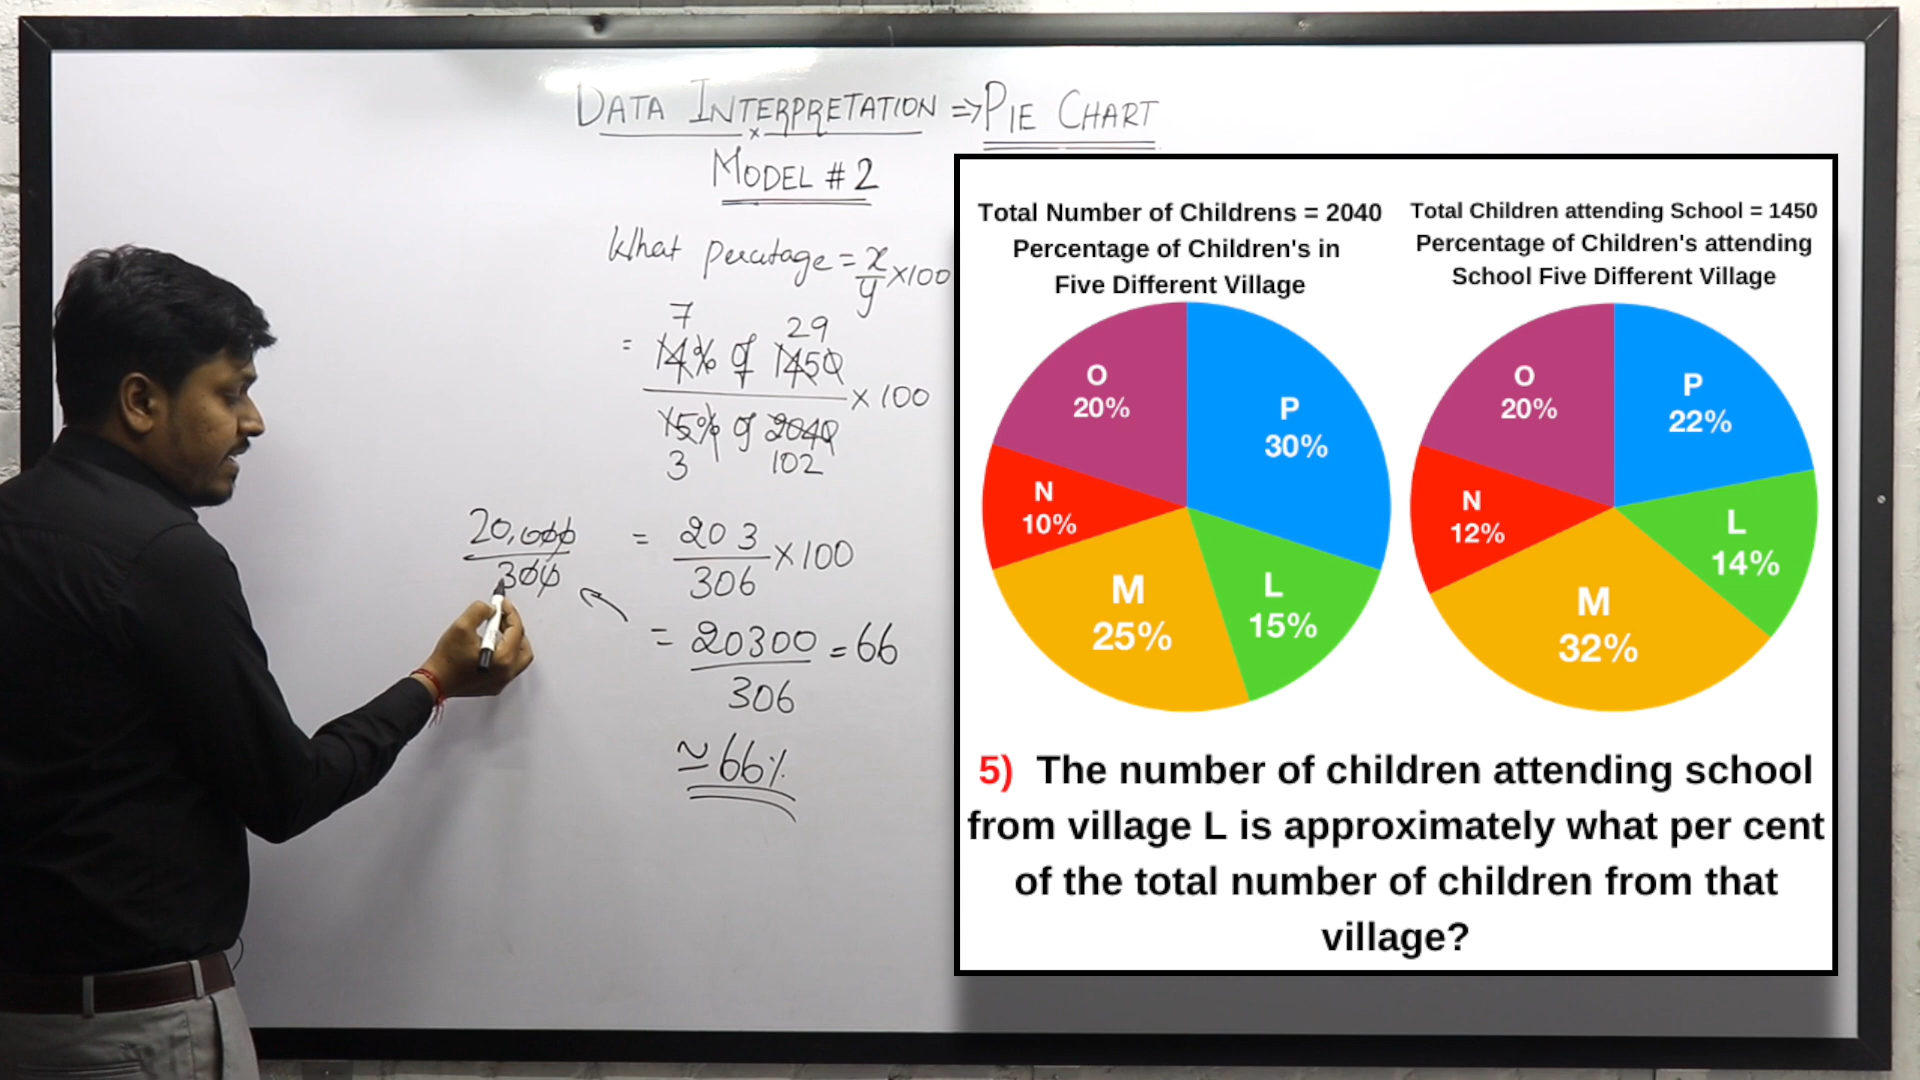 DATA INTERPRETATION => PIE CHART
MODEL # 2
What percutage = x/y ×100
7 29
= 14% of 1450
× 100
15% of 2040
3 102
= 203/306 ×100
20,000/300
= 20300/306 = 66
≃ 66%
Total Number of Childrens = 2040
Percentage of Children's in
Five Different Village
O
20%
P
30%
N
10%
M
25%
L
15%
Total Children attending School = 1450
Percentage of Children's attending
School Five Different Village
O
20%
P
22%
N
12%
L
14%
M
32%
5) The number of children attending school
from village L is approximately what per cent
of the total number of children from that
village?